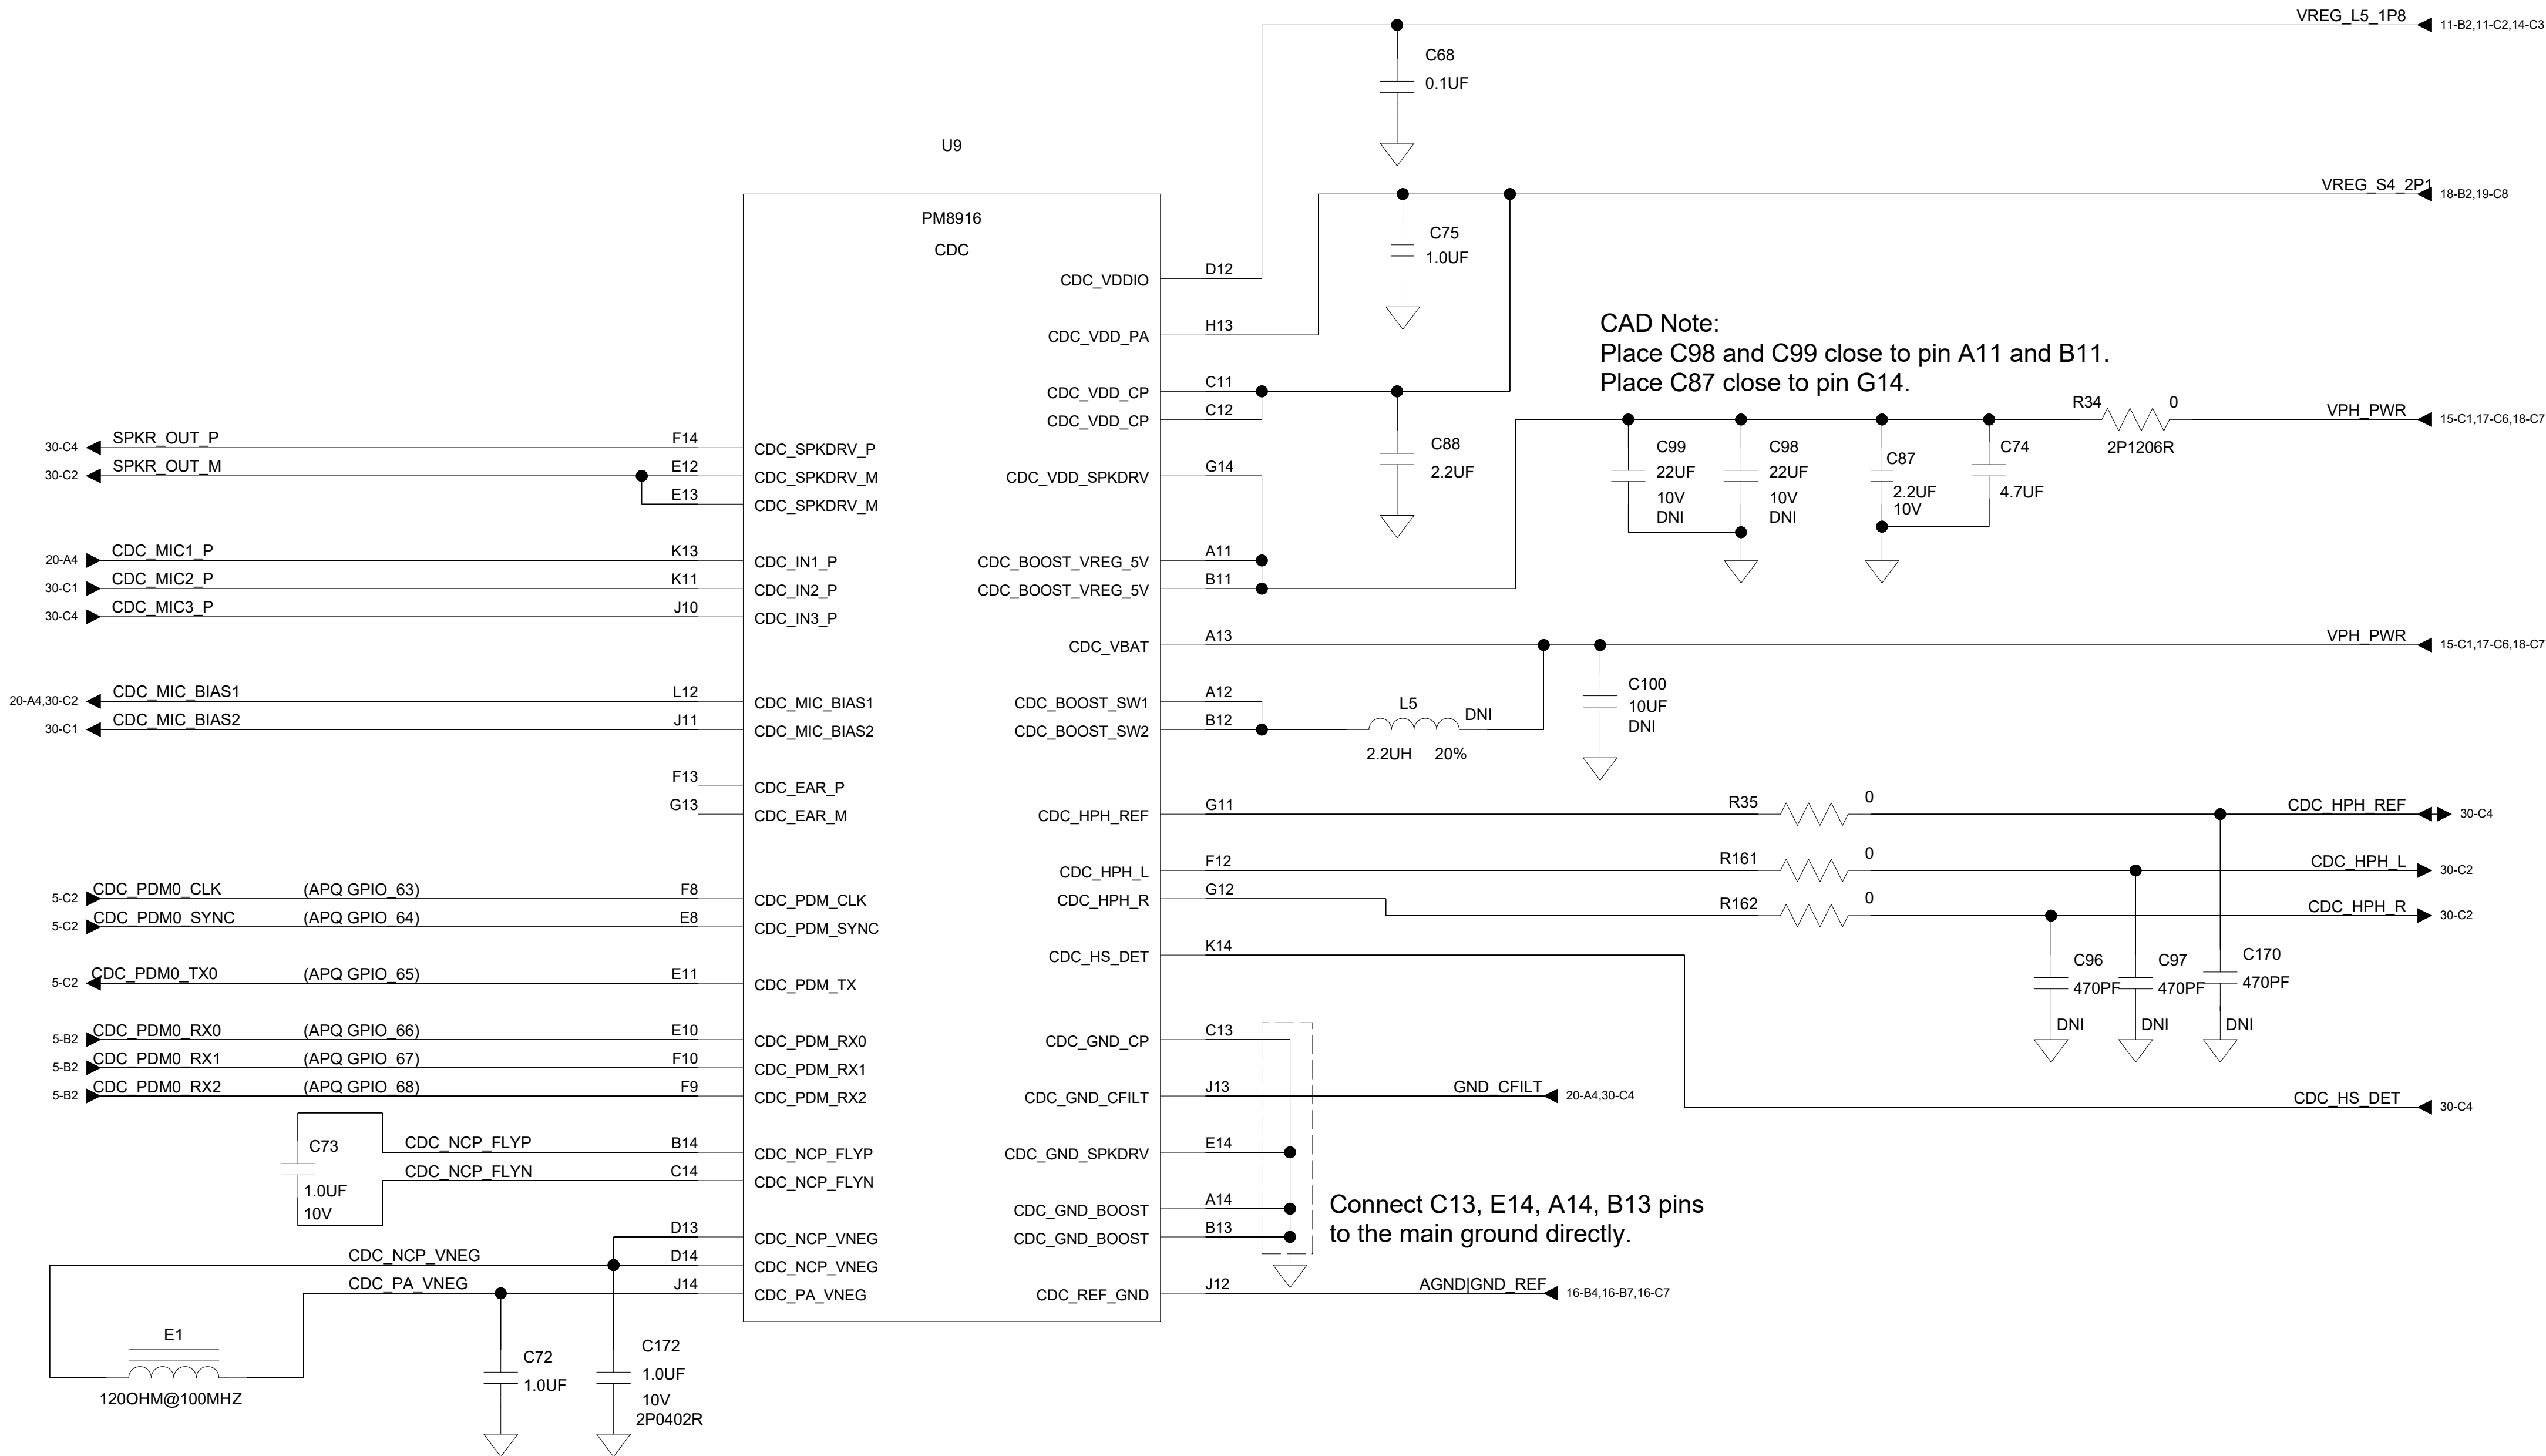 VREG_L5_1P8
11-B2,11-C2,14-C3
C68
0.1UF
U9
VREG_S4_2P1
18-B2,19-C8
PM8916
CDC
C75
1.0UF
D12
CDC_VDDIO
H13
CDC_VDD_PA
CAD Note:
Place C98 and C99 close to pin A11 and B11.
Place C87 close to pin G14.
C11
CDC_VDD_CP
C12
CDC_VDD_CP
C88
2.2UF
R34
0
2P1206R
VPH_PWR
15-C1,17-C6,18-C7
C99
22UF
10V
DNI
C98
22UF
10V
DNI
C87
2.2UF
10V
C74
4.7UF
30-C4
SPKR_OUT_P
F14
CDC_SPKDRV_P
30-C2
SPKR_OUT_M
E12
CDC_SPKDRV_M
E13
CDC_SPKDRV_M
G14
CDC_VDD_SPKDRV
20-A4
CDC_MIC1_P
K13
CDC_IN1_P
A11
CDC_BOOST_VREG_5V
30-C1
CDC_MIC2_P
K11
CDC_IN2_P
B11
CDC_BOOST_VREG_5V
30-C4
CDC_MIC3_P
J10
CDC_IN3_P
A13
CDC_VBAT
VPH_PWR
15-C1,17-C6,18-C7
20-A4,30-C2
CDC_MIC_BIAS1
L12
CDC_MIC_BIAS1
A12
CDC_BOOST_SW1
30-C1
CDC_MIC_BIAS2
J11
CDC_MIC_BIAS2
B12
CDC_BOOST_SW2
L5
DNI
2.2UH
20%
C100
10UF
DNI
F13
CDC_EAR_P
G13
CDC_EAR_M
G11
CDC_HPH_REF
R35
0
CDC_HPH_REF
30-C4
F12
CDC_HPH_L
R161
0
CDC_HPH_L
30-C2
G12
CDC_HPH_R
R162
0
CDC_HPH_R
30-C2
5-C2
CDC_PDM0_CLK
(APQ GPIO_63)
F8
CDC_PDM_CLK
5-C2
CDC_PDM0_SYNC
(APQ GPIO_64)
E8
CDC_PDM_SYNC
K14
CDC_HS_DET
5-C2
CDC_PDM0_TX0
(APQ GPIO_65)
E11
CDC_PDM_TX
C96
470PF
DNI
C97
470PF
DNI
C170
470PF
DNI
5-B2
CDC_PDM0_RX0
(APQ GPIO_66)
E10
CDC_PDM_RX0
C13
CDC_GND_CP
5-B2
CDC_PDM0_RX1
(APQ GPIO_67)
F10
CDC_PDM_RX1
5-B2
CDC_PDM0_RX2
(APQ GPIO_68)
F9
CDC_PDM_RX2
J13
CDC_GND_CFILT
GND_CFILT
20-A4,30-C4
CDC_HS_DET
30-C4
C73
1.0UF
10V
CDC_NCP_FLYP
B14
CDC_NCP_FLYP
E14
CDC_GND_SPKDRV
CDC_NCP_FLYN
C14
CDC_NCP_FLYN
A14
CDC_GND_BOOST
Connect C13, E14, A14, B13 pins
to the main ground directly.
D13
CDC_NCP_VNEG
B13
CDC_GND_BOOST
CDC_NCP_VNEG
D14
CDC_NCP_VNEG
CDC_PA_VNEG
J14
CDC_PA_VNEG
J12
CDC_REF_GND
AGND|GND_REF
16-B4,16-B7,16-C7
E1
120OHM@100MHZ
C72
1.0UF
C172
1.0UF
10V
2P0402R